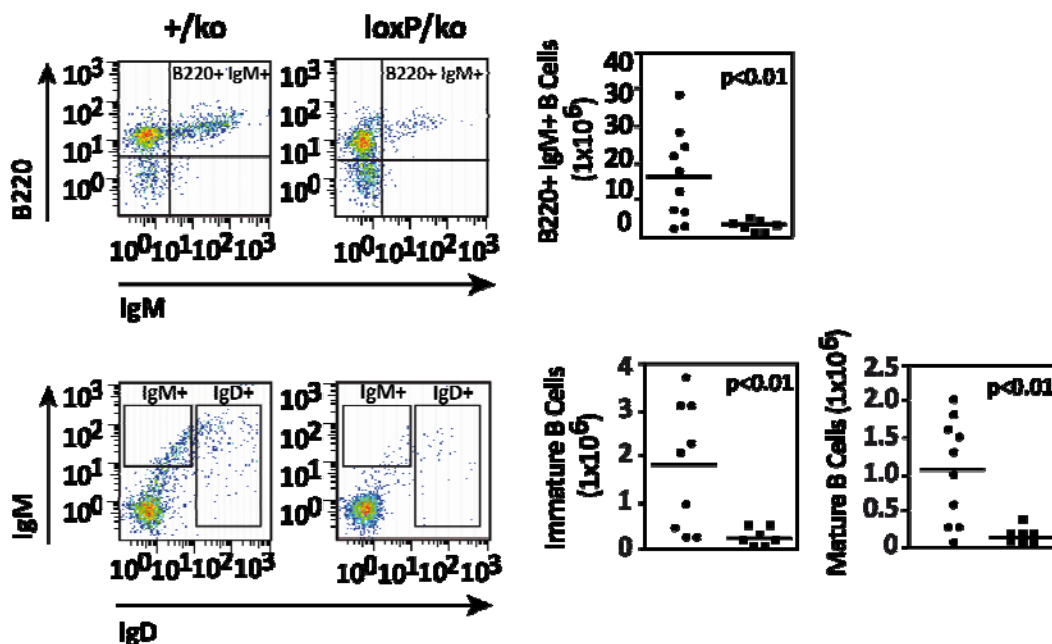 +/ko
loxP/ko
B220
10³
10²
10¹
10⁰
B220+ IgM+
10³
10²
10¹
10⁰
B220+ IgM+
10⁰10¹10²10³
10⁰10¹10²10³
IgM
B220+ IgM+ B Cells
(1x10⁶)
40
30
20
10
0
p<0.01
IgM
10³
10²
10¹
10⁰
IgM+
IgD+
10³
10²
10¹
10⁰
IgM+
IgD+
10⁰10¹10²10³
10⁰10¹10²10³
IgD
Immature B Cells
(1x10⁶)
4
3
2
1
0
p<0.01
Mature B Cells (1x10⁶)
2.5
2.0
1.5
1.0
0.5
0
p<0.01